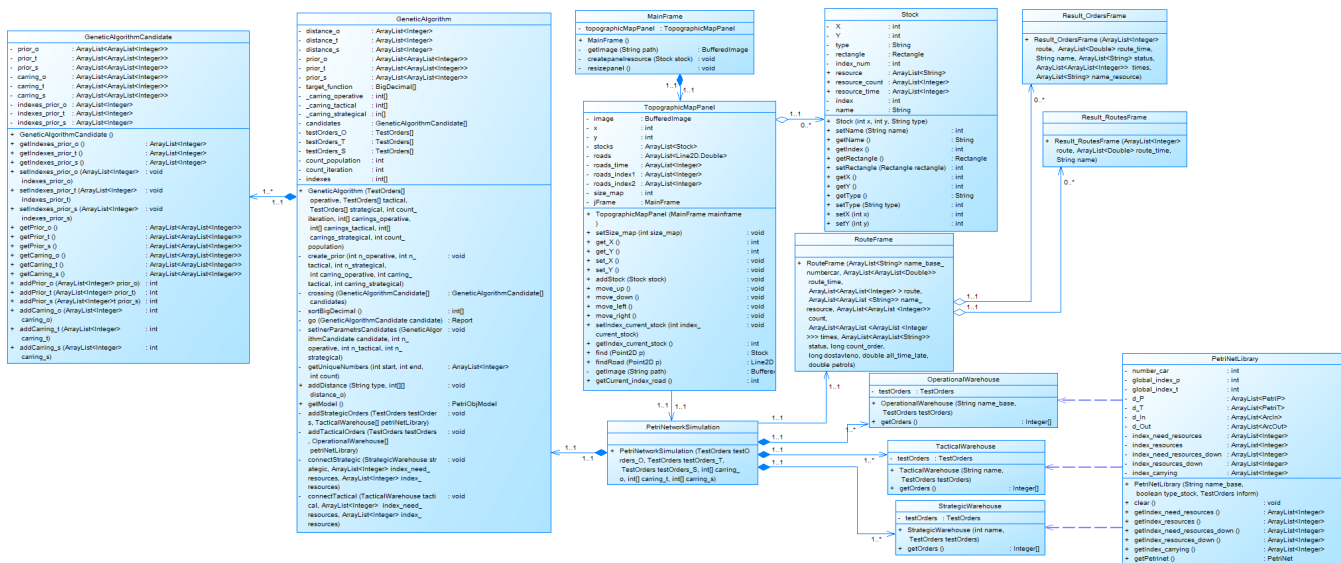 GeneticAlgorithmCandidate
- prior_o : ArrayList<ArrayList<Integer>>
- prior_t : ArrayList<ArrayList<Integer>>
- prior_s : ArrayList<ArrayList<Integer>>
- carring_o : ArrayList<ArrayList<Integer>>
- carring_t : ArrayList<ArrayList<Integer>>
- carring_s : ArrayList<ArrayList<Integer>>
- indexes_prior_o : ArrayList<Integer>
- indexes_prior_t : ArrayList<Integer>
- indexes_prior_s : ArrayList<Integer>
+ GeneticAlgorithmCandidate ()
+ getIndexes_prior_o () : ArrayList<Integer>
+ getIndexes_prior_t () : ArrayList<Integer>
+ getIndexes_prior_s () : ArrayList<Integer>
+ setIndexes_prior_o (ArrayList<Integer> : void
indexes_prior_o)
+ setIndexes_prior_t (ArrayList<Integer> : void
indexes_prior_t)
+ setIndexes_prior_s (ArrayList<Integer> : void
indexes_prior_s)
+ getPrior_o () : ArrayList<ArrayList<Integer>>
+ getPrior_t () : ArrayList<ArrayList<Integer>>
+ getPrior_s () : ArrayList<ArrayList<Integer>>
+ getCarring_o () : ArrayList<ArrayList<Integer>>
+ getCarring_t () : ArrayList<ArrayList<Integer>>
+ getCarring_s () : ArrayList<ArrayList<Integer>>
+ addPrior_o (ArrayList<Integer> prior_o) : int
+ addPrior_t (ArrayList<Integer> prior_t) : int
+ addPrior_s (ArrayList<Integer> prior_s) : int
+ addCarring_o (ArrayList<Integer> : int
carring_o)
+ addCarring_t (ArrayList<Integer> : int
carring_t)
+ addCarring_s (ArrayList<Integer> : int
carring_s)
1..*
1..1
GeneticAlgorithm
- distance_o : ArrayList<Integer>
- distance_t : ArrayList<Integer>
- distance_s : ArrayList<Integer>
- prior_o : ArrayList<ArrayList<Integer>>
- prior_t : ArrayList<ArrayList<Integer>>
- prior_s : ArrayList<ArrayList<Integer>>
- target_function : BigDecimal[]
- _carring_operative : int[]
- _carring_tactical : int[]
- _carring_strategical : int[]
- candidates : GeneticAlgorithmCandidate[]
- testOrders_O : TestOrders[]
- testOrders_T : TestOrders[]
- testOrders_S : TestOrders[]
- count_population : int
- count_iteration : int
- indexes : int[]
+ GeneticAlgorithm (TestOrders[]
operative, TestOrders[] tactical,
TestOrders[] strategical, int count_
iteration, int[] carrings_operative,
int[] carrings_tactical, int[]
carrings_strategical, int count_
population)
- create_prior (int n_operative, int n_ : void
tactical, int n_strategical,
int carring_operative, int carring_
tactical, int carring_strategical)
- crossing (GeneticAlgorithmCandidate[] : GeneticAlgorithmCandidate[]
candidates)
- sortBigDecimal () : int[]
- go (GeneticAlgorithmCandidate candidate) : Report
- setInerParametrsCandidates (GeneticAlgor : void
ithmCandidate candidate, int n_
operative, int n_tactical, int n_
strategical)
- getUniqueNumbers (int start, int end, : ArrayList<Integer>
int count)
+ addDistance (String type, int[][] : void
distance_o)
+ getModel () : PetriObjModel
- addStrategicOrders (TestOrders testOrder : void
s, TacticalWarehouse[] petriNetLibrary)
- addTacticalOrders (TestOrders testOrders : void
, OperationalWarehouse[]
petriNetLibrary)
- connectStrategic (StrategicWarehouse str : void
ategic, ArrayList<Integer> index_need_
resources, ArrayList<Integer> index_
resources)
- connectTactical (TacticalWarehouse tacti : void
cal, ArrayList<Integer> index_need_
resources, ArrayList<Integer> index_
resources)
MainFrame
- topographicMapPanel : TopographicMapPanel
+ MainFrame ()
- getImage (String path) : BufferedImage
- createpanelresource (Stock stock) : void
- resizepanel () : void
1..1
1..1
TopographicMapPanel
- image : BufferedImage
- x : int
- y : int
- stocks : ArrayList<Stock>
- roads : ArrayList<Line2D.Double>
- roads_time : ArrayList<Integer>
- roads_index1 : ArrayList<Integer>
- roads_index2 : ArrayList<Integer>
- size_map : int
- jFrame : MainFrame
+ TopographicMapPanel (MainFrame mainframe
)
+ setSize_map (int size_map) : void
+ get_X () : int
+ get_Y () : int
+ set_X () : void
+ set_Y () : void
+ addStock (Stock stock) : void
+ move_up () : void
+ move_down () : void
+ move_left () : void
+ move_right () : void
+ setIndex_current_stock (int index_ : void
current_stock)
+ getIndex_current_stock () : int
+ find (Point2D p) : Stock
+ findRoad (Point2D p) : Line2D
- getImage (String path) : Buffere
+ getCurrent_index_road () : int
1..1
0..*
Stock
- X : int
- Y : int
- type : String
- rectangle : Rectangle
- index_num : int
- resource : ArrayList<String>
- resource_count : ArrayList<Integer>
- resource_time : ArrayList<Integer>
- index : int
- name : String
+ Stock (int x, int y, String type)
+ setName (String name) : int
+ getName () : String
+ getIndex () : int
+ getRectangle () : Rectangle
+ setRectangle (Rectangle rectangle) : int
+ getX () : int
+ getY () : int
+ getType () : String
+ setType (String type) : int
+ setX (int x) : int
+ setY (int y) : int
Result_OrdersFrame
+ Result_OrdersFrame (ArrayList<Integer>
route, ArrayList<Double> route_time,
String name, ArrayList<String> status,
ArrayList<ArrayList<Integer>> times,
ArrayList<String> name_resource)
0..*
Result_RoutesFrame
+ Result_RoutesFrame (ArrayList<Integer>
route, ArrayList<Double> route_time,
String name)
0..*
RouteFrame
+ RouteFrame (ArrayList<String> name_base_
numbercar, ArrayList<ArrayList<Double>>
route_time,
ArrayList<ArrayList<Integer> > route,
ArrayList<ArrayList <String>> name_
resource, ArrayList<ArrayList<Integer>>
count,
ArrayList<ArrayList <ArrayList <Integer
>>> times, ArrayList<ArrayList<String>>
status, long count_order,
long dostavleno, double all_time_late,
double petrols)
1..1
1..1
1..1
1..1
1..1
1..1
PetriNetworkSimulation
+ PetriNetworkSimulation (TestOrders testO
rders_O, TestOrders testOrders_T,
TestOrders testOrders_S, int[] carring_
o, int[] carring_t, int[] carring_s)
1..1
1..1
1..1
1..1
1..1
1..*
1..*
1..*
OperationalWarehouse
- testOrders : TestOrders
+ OperationalWarehouse (String name_base,
TestOrders testOrders)
+ getOrders () : Integer[]
TacticalWarehouse
- testOrders : TestOrders
+ TacticalWarehouse (String name,
TestOrders testOrders)
+ getOrders () : Integer[]
StrategicWarehouse
- testOrders : TestOrders
+ StrategicWarehouse (int name,
TestOrders testOrders)
+ getOrders () : Integer[]
PetriNetLibrary
- number_car : int
- global_index_p : int
- global_index_t : int
- d_P : ArrayList<PetriP>
- d_T : ArrayList<PetriT>
- d_In : ArrayList<ArcIn>
- d_Out : ArrayList<ArcOut>
- index_need_resources : ArrayList<Integer>
- index_resources : ArrayList<Integer>
- index_need_resources_down : ArrayList<Integer>
- index_resources_down : ArrayList<Integer>
- index_carrying : ArrayList<Integer>
+ PetriNetLibrary (String name_base,
boolean type_stock, TestOrders inform)
+ clear () : void
+ getIndex_need_resources () : ArrayList<Integer>
+ getIndex_resources () : ArrayList<Integer>
+ getIndex_need_resources_down () : ArrayList<Integer>
+ getIndex_resources_down () : ArrayList<Integer>
+ getIndex_carrying () : ArrayList<Integer>
+ getPetrinet () : PetriNet